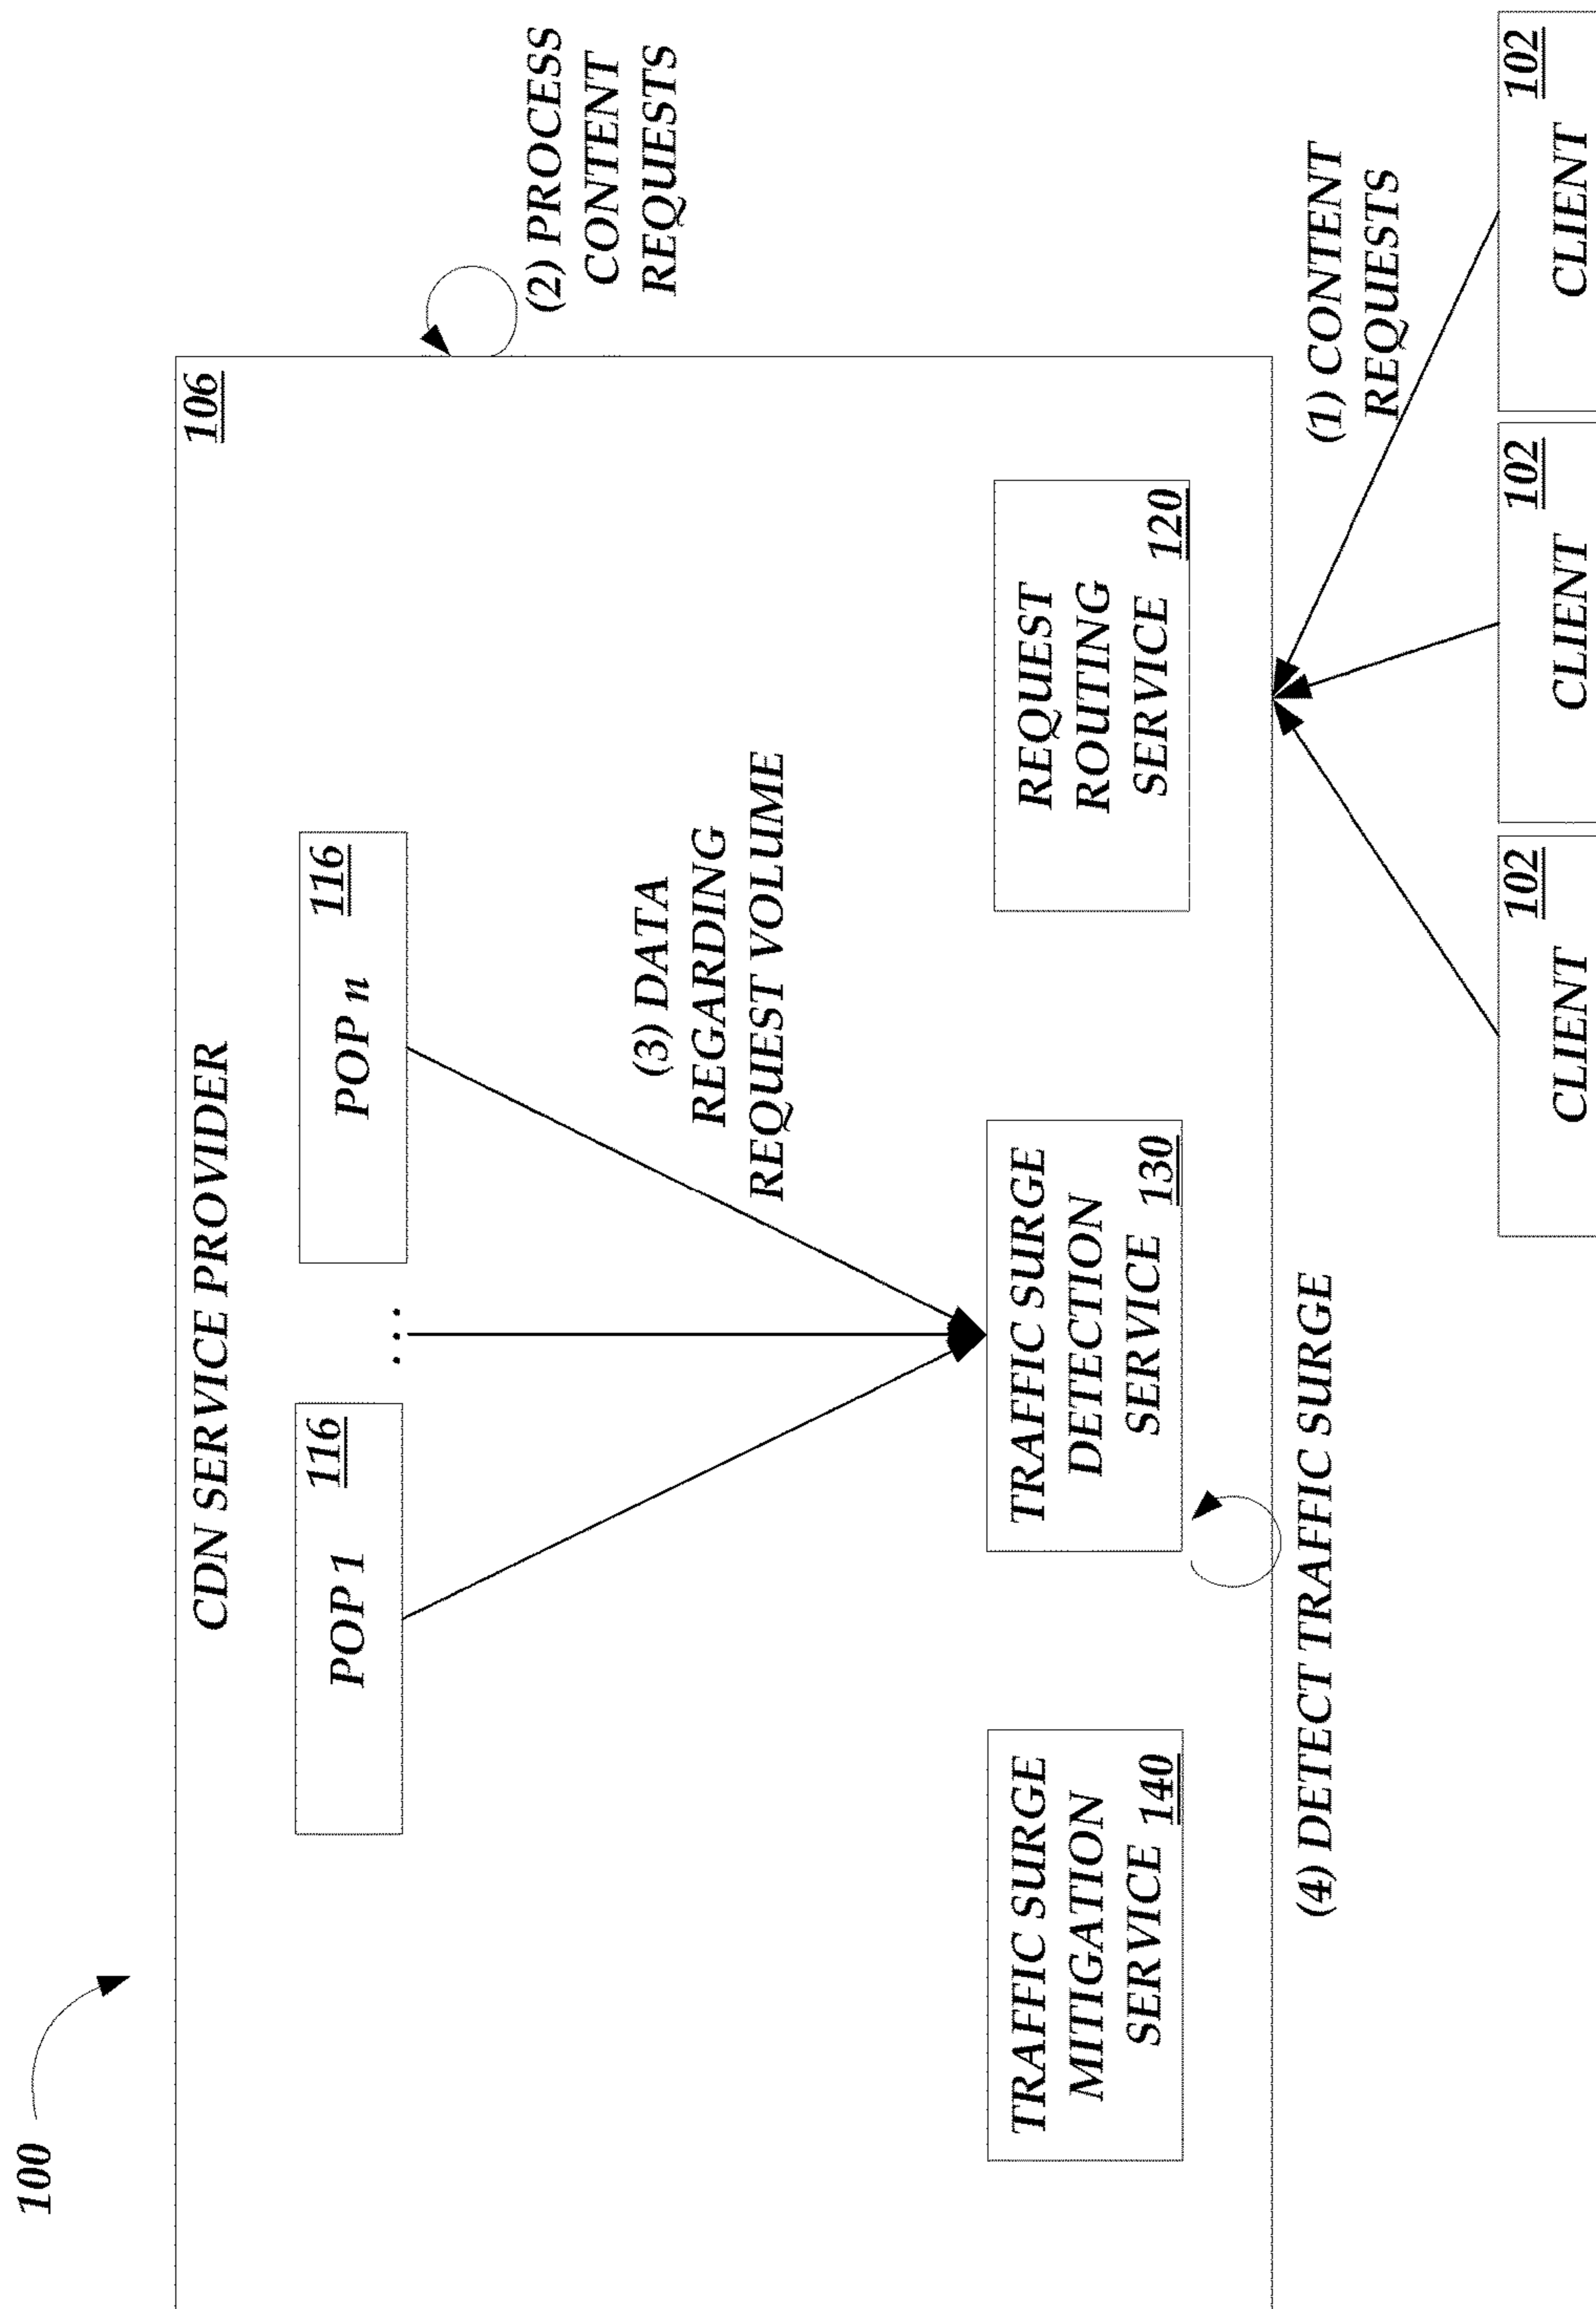 100
CDN SERVICE PROVIDER
106
POP 1
116
...
POP n
116
(2) PROCESS
CONTENT
REQUESTS
(3) DATA
REGARDING
REQUEST VOLUME
TRAFFIC SURGE
MITIGATION
SERVICE 140
TRAFFIC SURGE
DETECTION
SERVICE 130
REQUEST
ROUTING
SERVICE 120
(4) DETECT TRAFFIC SURGE
(1) CONTENT
REQUESTS
102
CLIENT
102
CLIENT
102
CLIENT